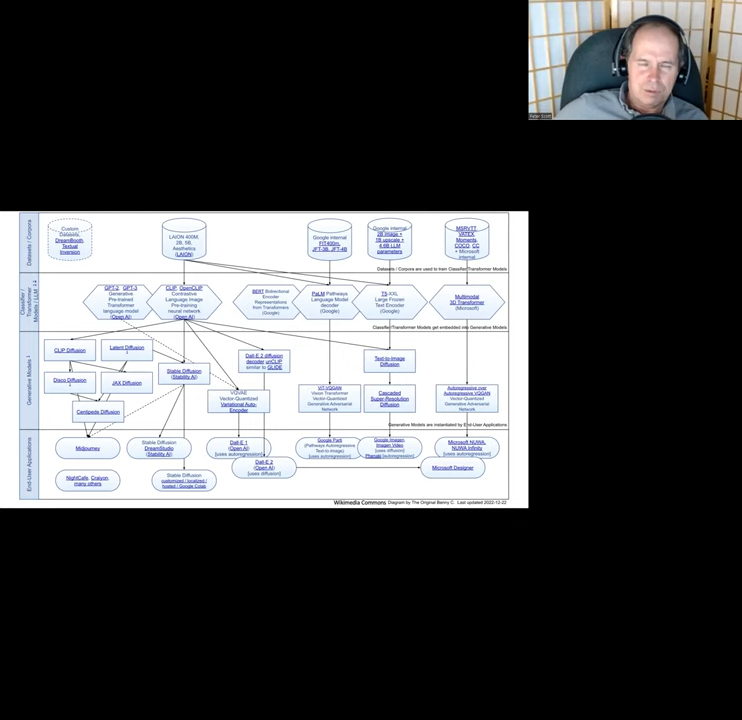 Peter Scott
Datasets / Corpora
Custom
Datasets,
DreamBooth,
Textual
Inversion
LAION 400M,
2B, 5B,
Aesthetics
(LAION)
Google internal
FIT400m,
JFT-3B, JFT-4B
Google internal
2B image +
1B upscale +
4.6B LLM
parameters
MSRVTT,
VATEX
Moments,
COCO, CC
+ Microsoft
internal
Datasets / Corpora are used to train Classifier/Transformer Models
Classifier /
Transformer
Models / LLM
GPT-2, GPT-3
Generative
Pre-trained
Transformer
language model
(Open AI)
CLIP, OpenCLIP
Contrastive
Language Image
Pre-training
neural network
(Open AI)
BERT Bidirectional
Encoder
Representations
from Transformers
(Google)
PaLM Pathways
Language Model
decoder
(Google)
T5-XXL
Large Frozen
Text Encoder
(Google)
Multimodal
3D Transformer
(Microsoft)
Classifier/Transformer Models get embedded into Generative Models
Generative Models
CLIP Diffusion
Latent Diffusion
Disco Diffusion
JAX Diffusion
Centipede Diffusion
Stable Diffusion
(Stability AI)
Dall-E 2 diffusion
decoder unCLIP
similar to GLIDE
VQVAE
Vector-Quantized
Variational Auto-
Encoder
ViT-VQGAN
Vision Transformer
Vector-Quantized
Generative Adversarial
Network
Text-to-Image
Diffusion
Cascaded
Super-Resolution
Diffusion
Autoregressive over
Autoregressive VQGAN
Vector-Quantized
Generative Adversarial
Network
Generative Models are instantiated by End-User Applications
End-User Applications
Midjourney
NightCafe, Craiyon,
many others
Stable Diffusion
DreamStudio
(Stability AI)
Stable Diffusion
customized / localized /
hosted / Google Colab
Dall-E 1
(Open AI)
[uses autoregression]
Dall-E 2
(Open AI)
[uses diffusion]
Google Parti
(Pathways Autoregressive
Text-to-Image)
[uses autoregression]
Google Imagen,
Imagen Video
[uses diffusion]
Phenaki [autoregression]
Microsoft NUWA,
NUWA Infinity
[uses autoregression]
Microsoft Designer
Wikimedia Commons Diagram by The Original Benny C. Last updated 2022-12-22